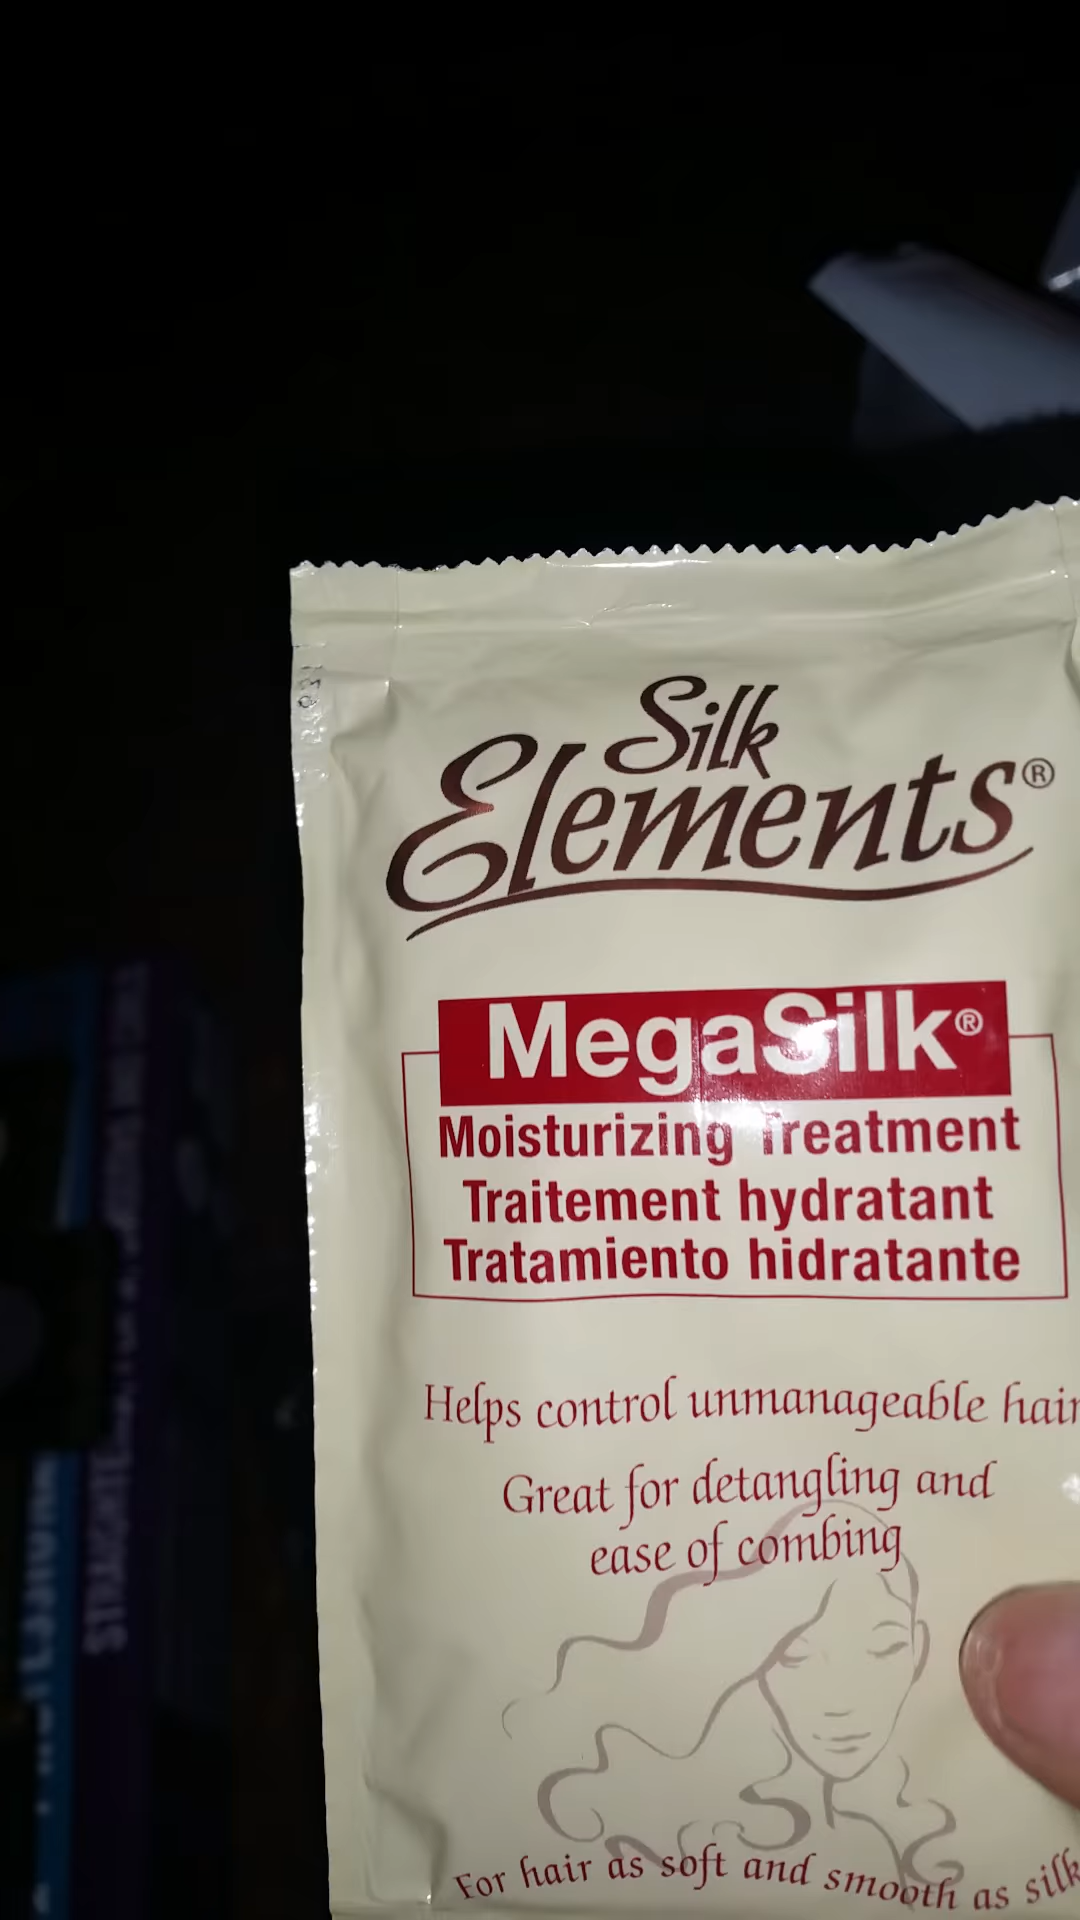 Silk
Elements®
MegaSilk®
Moisturizing Treatment
Traitement hydratant
Tratamiento hidratante
Helps control unmanageable hair
Great for detangling and
ease of combing
For hair as soft and smooth as silk